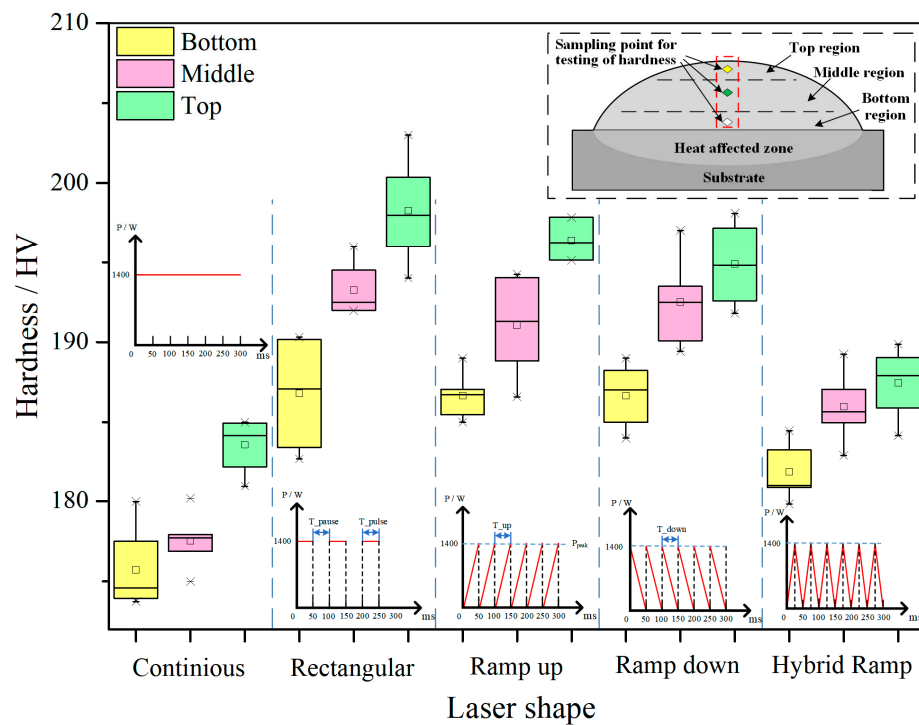 210
200
190
180
Hardness / HV
Bottom
Middle
Top
Sampling point for
testing of hardness
Top region
Middle region
Bottom
region
Heat affected zone
Substrate
P / W
1400
0 50 100 150 200 250 300 ms
P / W
1400
T_pause
T_pulse
0 50 100 150 200 250 300 ms
P / W
1400
T_up
Ppeak
0 50 100 150 200 250 300 ms
P / W
1400
T_down
0 50 100 150 200 250 300 ms
P / W
1400
0 50 100 150 200 250 300 ms
Continious
Rectangular
Ramp up
Ramp down
Hybrid Ramp
Laser shape